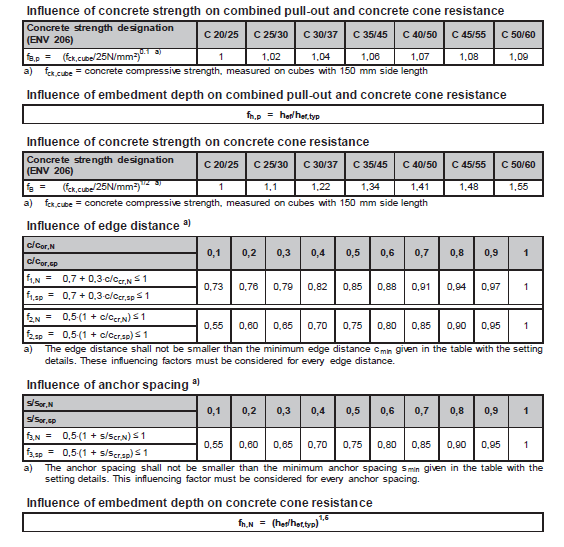 Influence of concrete strength on combined pull-out and concrete cone resistance
Concrete strength designation (ENV 206) C 20/25 C 25/30 C 30/37 C 35/45 C 40/50 C 45/55 C 50/60
fB,p = (fck,cube/25N/mm²)0.1 a) 1 1,02 1,04 1,06 1,07 1,08 1,09
a) fck,cube = concrete compressive strength, measured on cubes with 150 mm side length
Influence of embedment depth on combined pull-out and concrete cone resistance
fh,p = hef/hef,typ
Influence of concrete strength on concrete cone resistance
Concrete strength designation (ENV 206) C 20/25 C 25/30 C 30/37 C 35/45 C 40/50 C 45/55 C 50/60
fB = (fck,cube/25N/mm²)1/2 a) 1 1,1 1,22 1,34 1,41 1,48 1,55
a) fck,cube = concrete compressive strength, measured on cubes with 150 mm side length
Influence of edge distance a)
c/ccr,N
c/ccr,sp
0,1 0,2 0,3 0,4 0,5 0,6 0,7 0,8 0,9 1
f1,N = 0,7 + 0,3·c/ccr,N ≤ 1
f1,sp = 0,7 + 0,3·c/ccr,sp ≤ 1
0,73 0,76 0,79 0,82 0,85 0,88 0,91 0,94 0,97 1
f2,N = 0,5·(1 + c/ccr,N) ≤ 1
f2,sp = 0,5·(1 + c/ccr,sp) ≤ 1
0,55 0,60 0,65 0,70 0,75 0,80 0,85 0,90 0,95 1
a) The edge distance shall not be smaller than the minimum edge distance cmin given in the table with the setting
details. These influencing factors must be considered for every edge distance.
Influence of anchor spacing a)
s/scr,N
s/scr,sp
0,1 0,2 0,3 0,4 0,5 0,6 0,7 0,8 0,9 1
f3,N = 0,5·(1 + s/scr,N) ≤ 1
f3,sp = 0,5·(1 + s/scr,sp) ≤ 1
0,55 0,60 0,65 0,70 0,75 0,80 0,85 0,90 0,95 1
a) The anchor spacing shall not be smaller than the minimum anchor spacing smin given in the table with the
setting details. This influencing factor must be considered for every anchor spacing.
Influence of embedment depth on concrete cone resistance
fh,N = (hef/hef,typ)1,5